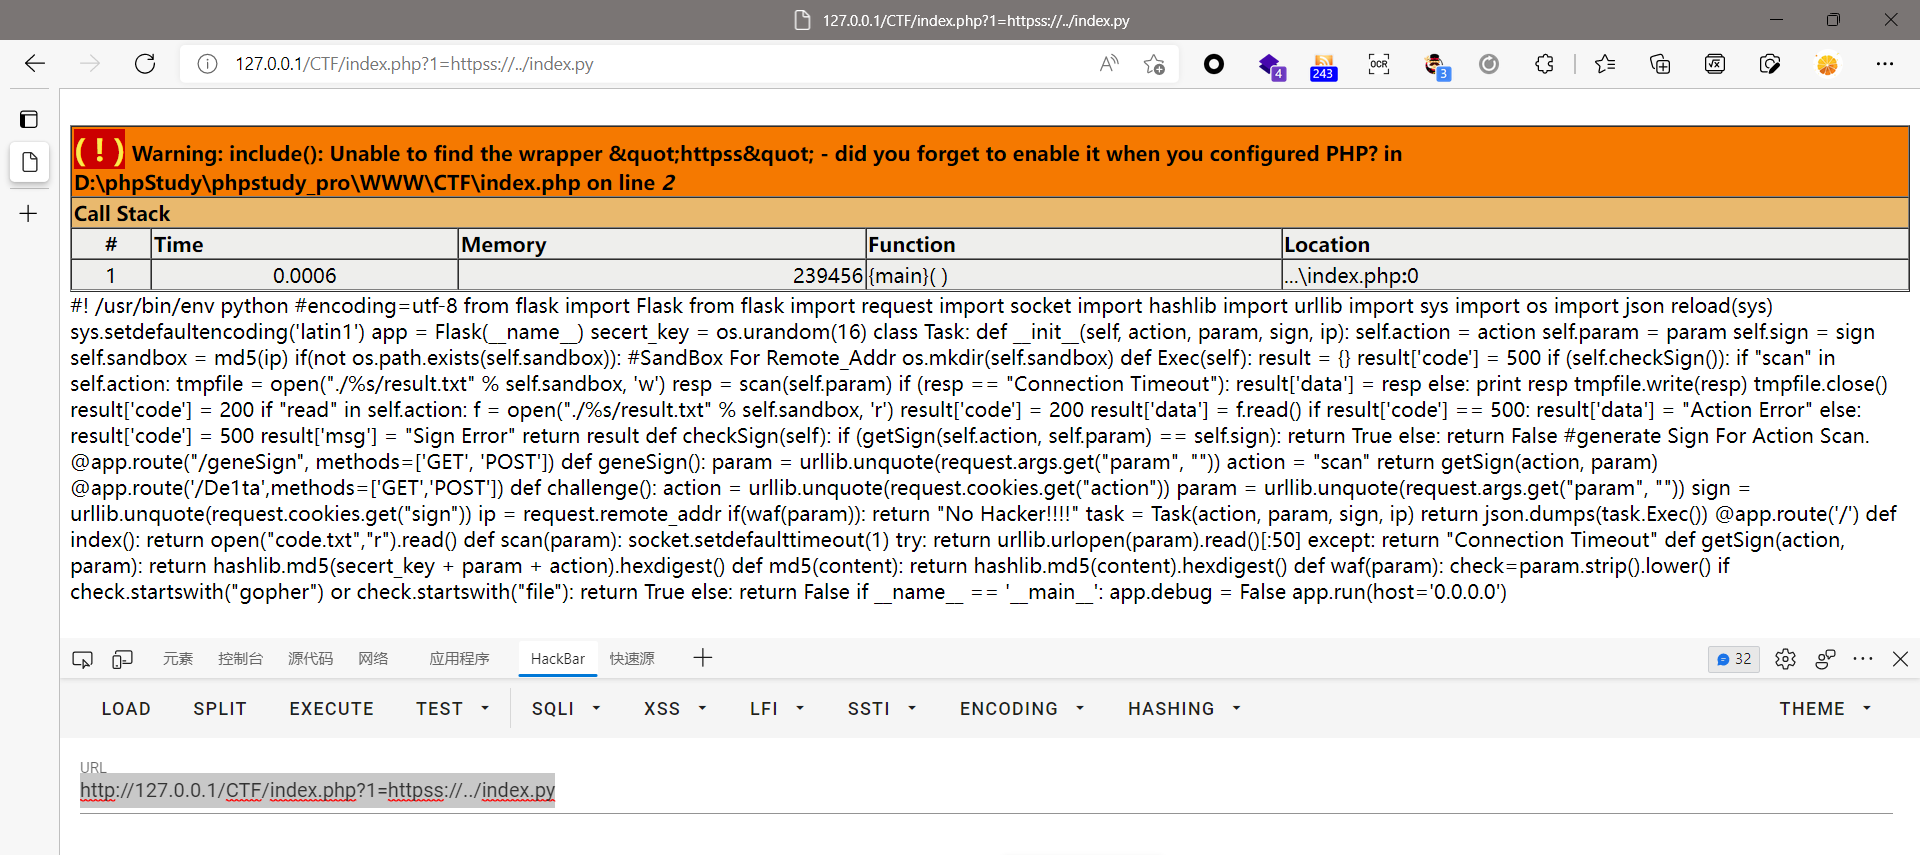 127.0.0.1/CTF/index.php?1=httpss://../index.py
127.0.0.1/CTF/index.php?1=httpss://../index.py
A 4 243 OCR 3
( ! ) Warning: include(): Unable to find the wrapper &quot;httpss&quot; - did you forget to enable it when you configured PHP? in
D:\phpStudy\phpstudy_pro\WWW\CTF\index.php on line 2
Call Stack
# Time Memory Function Location
1 0.0006 239456 {main}( ) ...\index.php:0
#! /usr/bin/env python #encoding=utf-8 from flask import Flask from flask import request import socket import hashlib import urllib import sys import os import json reload(sys)
sys.setdefaultencoding('latin1') app = Flask(__name__) secert_key = os.urandom(16) class Task: def __init__(self, action, param, sign, ip): self.action = action self.param = param self.sign = sign
self.sandbox = md5(ip) if(not os.path.exists(self.sandbox)): #SandBox For Remote_Addr os.mkdir(self.sandbox) def Exec(self): result = {} result['code'] = 500 if (self.checkSign()): if "scan" in
self.action: tmpfile = open("./%s/result.txt" % self.sandbox, 'w') resp = scan(self.param) if (resp == "Connection Timeout"): result['data'] = resp else: print resp tmpfile.write(resp) tmpfile.close()
result['code'] = 200 if "read" in self.action: f = open("./%s/result.txt" % self.sandbox, 'r') result['code'] = 200 result['data'] = f.read() if result['code'] == 500: result['data'] = "Action Error" else:
result['code'] = 500 result['msg'] = "Sign Error" return result def checkSign(self): if (getSign(self.action, self.param) == self.sign): return True else: return False #generate Sign For Action Scan.
@app.route("/geneSign", methods=['GET', 'POST']) def geneSign(): param = urllib.unquote(request.args.get("param", "")) action = "scan" return getSign(action, param)
@app.route('/De1ta',methods=['GET','POST']) def challenge(): action = urllib.unquote(request.cookies.get("action")) param = urllib.unquote(request.args.get("param", "")) sign =
urllib.unquote(request.cookies.get("sign")) ip = request.remote_addr if(waf(param)): return "No Hacker!!!!" task = Task(action, param, sign, ip) return json.dumps(task.Exec()) @app.route('/') def
index(): return open("code.txt","r").read() def scan(param): socket.setdefaulttimeout(1) try: return urllib.urlopen(param).read()[:50] except: return "Connection Timeout" def getSign(action,
param): return hashlib.md5(secert_key + param + action).hexdigest() def md5(content): return hashlib.md5(content).hexdigest() def waf(param): check=param.strip().lower() if
check.startswith("gopher") or check.startswith("file"): return True else: return False if __name__ == '__main__': app.debug = False app.run(host='0.0.0.0')
元素 控制台 源代码 网络 应用程序 HackBar 快速源 32
LOAD SPLIT EXECUTE TEST SQLI XSS LFI SSTI ENCODING HASHING THEME
URL
http://127.0.0.1/CTF/index.php?1=httpss://../index.py